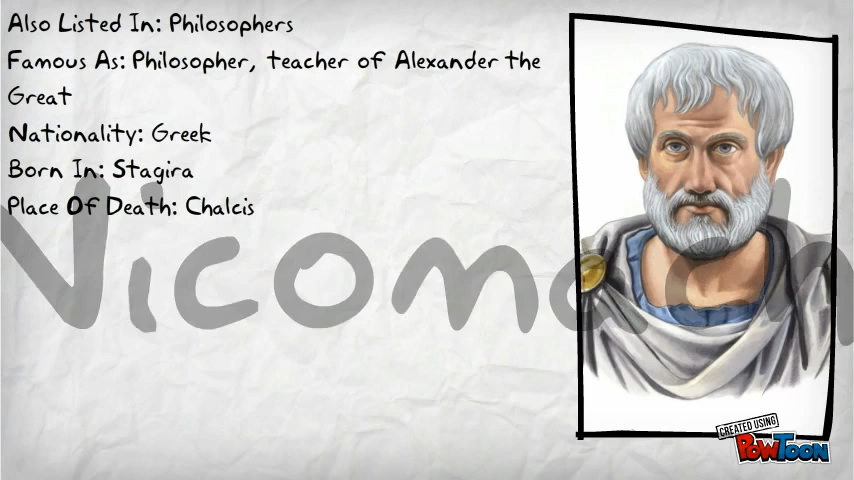 Also Listed In: Philosophers
Famous As: Philosopher, teacher of Alexander the
Great
Nationality: Greek
Born In: Stagira
Place Of Death: Chalcis
Nicomach
CREATED USING
POWTOON